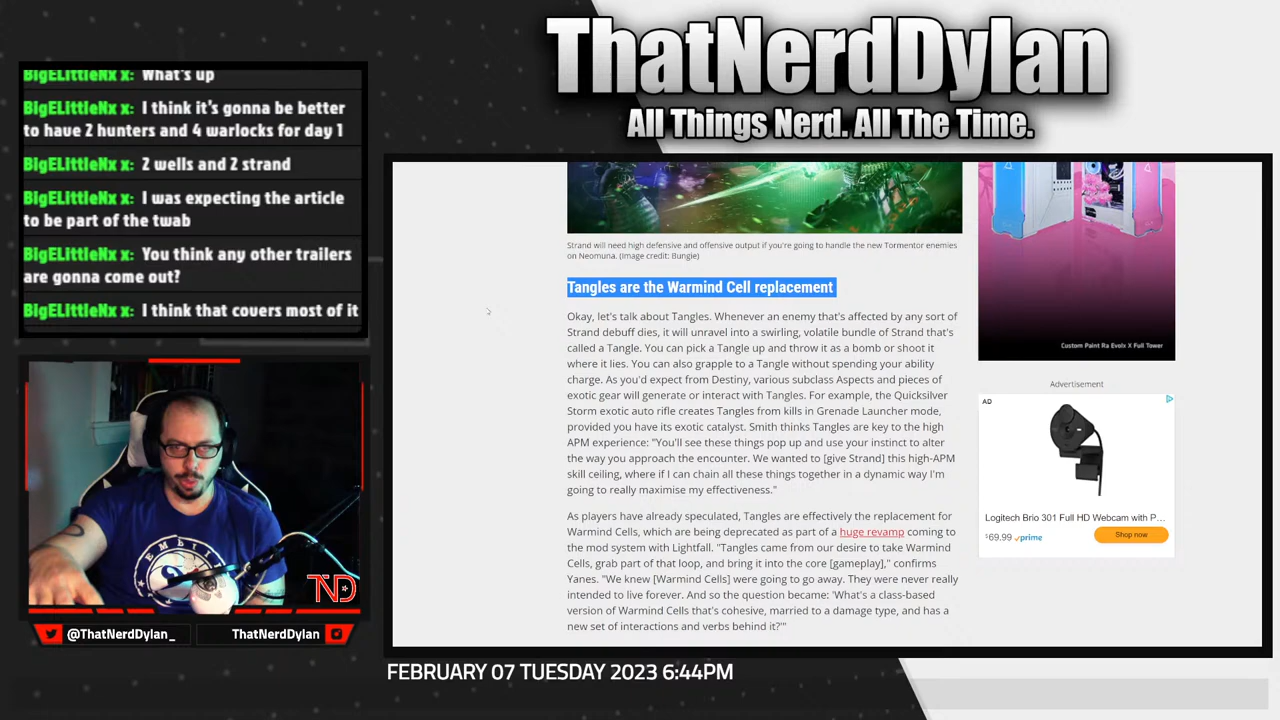 ThatNerdDylan
All Things Nerd. All The Time.
BigELittleNx x: What's up
BigELittleNx x: I think it's gonna be better
to have 2 hunters and 4 warlocks for day 1
BigELittleNx x: 2 wells and 2 strand
BigELittleNx x: I was expecting the article
to be part of the twab
BigELittleNx x: You think any other trailers
are gonna come out?
BigELittleNx x: I think that covers most of it
Strand will need high defensive and offensive output if you're going to handle the new Tormentor enemies
on Neomuna. (Image credit: Bungie)
Tangles are the Warmind Cell replacement
Okay, let's talk about Tangles. Whenever an enemy that's affected by any sort of
Strand debuff dies, it will unravel into a swirling, volatile bundle of Strand that's
called a Tangle. You can pick a Tangle up and throw it as a bomb or shoot it
where it lies. You can also grapple to a Tangle without spending your ability
charge. As you'd expect from Destiny, various subclass Aspects and pieces of
exotic gear will generate or interact with Tangles. For example, the Quicksilver
Storm exotic auto rifle creates Tangles from kills in Grenade Launcher mode,
provided you have its exotic catalyst. Smith thinks Tangles are key to the high
APM experience: "You'll see these things pop up and use your instinct to alter
the way you approach the encounter. We wanted to [give Strand] this high-APM
skill ceiling, where if I can chain all these things together in a dynamic way I'm
going to really maximise my effectiveness."
As players have already speculated, Tangles are effectively the replacement for
Warmind Cells, which are being deprecated as part of a huge revamp coming to
the mod system with Lightfall. "Tangles came from our desire to take Warmind
Cells, grab part of that loop, and bring it into the core [gameplay]," confirms
Yanes. "We knew [Warmind Cells] were going to go away. They were never really
intended to live forever. And so the question became: 'What's a class-based
version of Warmind Cells that's cohesive, married to a damage type, and has a
new set of interactions and verbs behind it?'"
Custom Paint Ra Evolx X Full Tower
Advertisement
AD
Logitech Brio 301 Full HD Webcam with P...
$69.99 prime
Shop now
ND
@ThatNerdDylan_
ThatNerdDylan
FEBRUARY 07 TUESDAY 2023 6:44PM